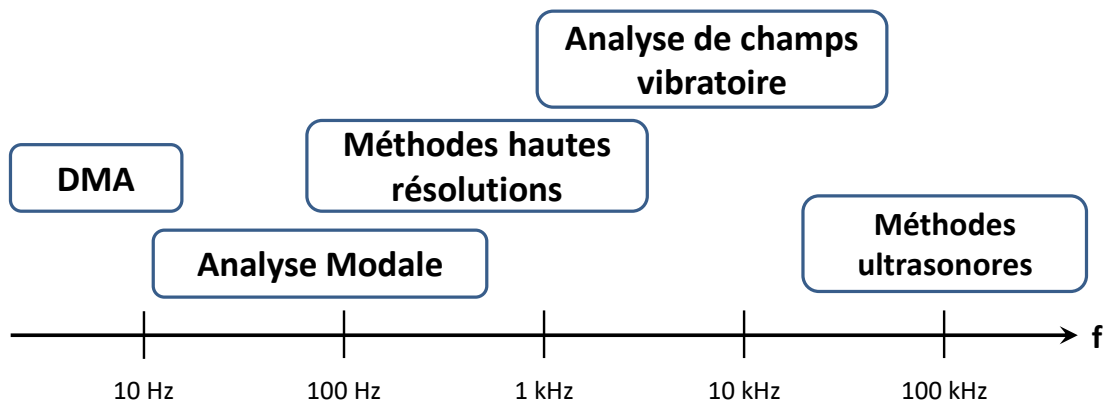 Analyse de champs
vibratoire
Méthodes hautes
résolutions
DMA
Méthodes
ultrasonores
Analyse Modale
f
10 Hz
100 Hz
1 kHz
10 kHz
100 kHz